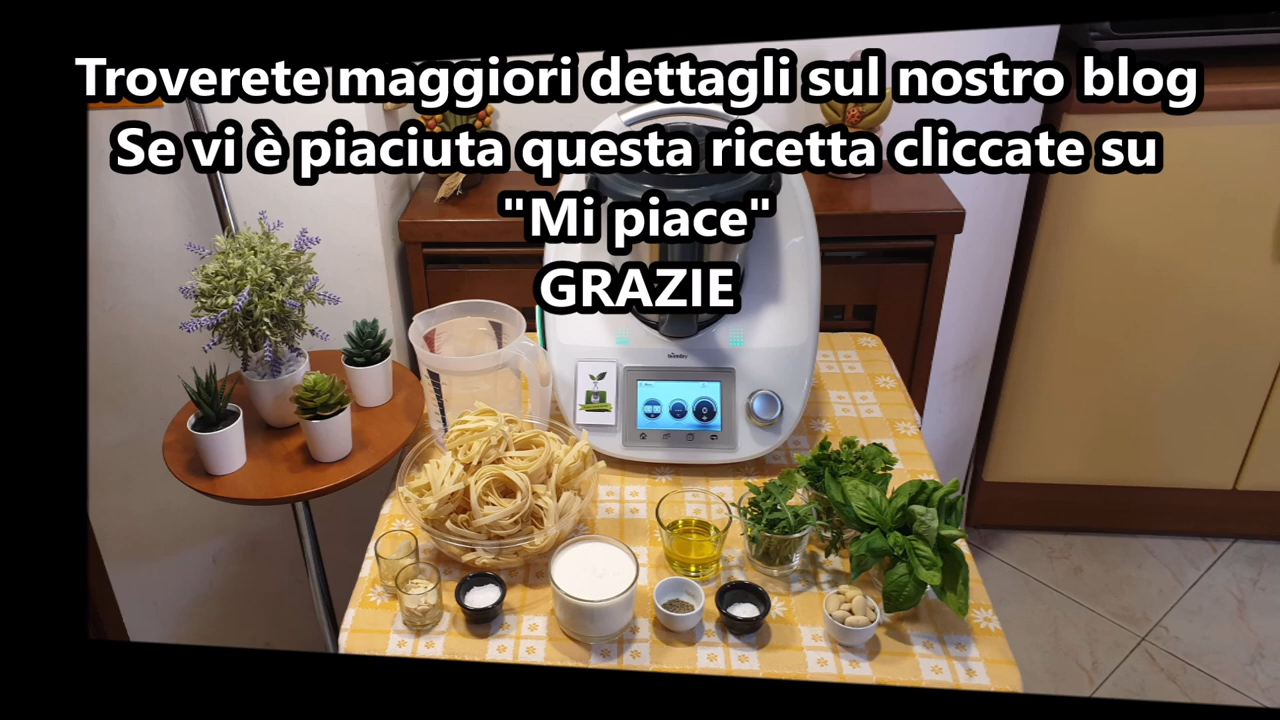 Troverete maggiori dettagli sul nostro blog
Se vi è piaciuta questa ricetta cliccate su
"Mi piace"
GRAZIE